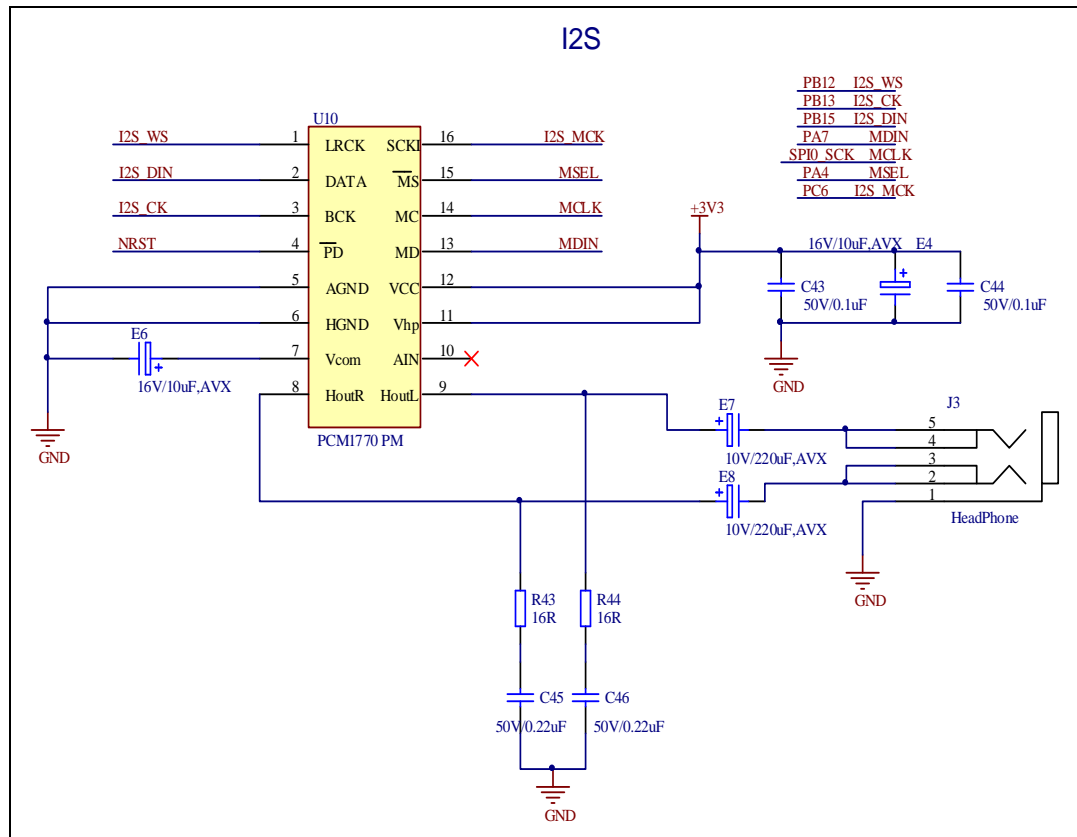 I2S
PB12 I2S_WS
PB13 I2S_CK
PB15 I2S_DIN
PA7 MDIN
SPI0_SCK MCLK
PA4 MSEL
PC6 I2S_MCK
U10
I2S_WS 1 LRCK SCKI 16 I2S_MCK
I2S_DIN 2 DATA MS 15 MSEL
I2S_CK 3 BCK MC 14 MCLK
NRST 4 PD MD 13 MDIN
5 AGND VCC 12
6 HGND Vhp 11
7 Vcom AIN 10
8 HoutR HoutL 9
PCM1770 PM
E6
+
16V/10uF,AVX
GND
+3V3
16V/10uF,AVX E4
+
C43
50V/0.1uF
C44
50V/0.1uF
GND
E7
+
10V/220uF,AVX
E8
+
10V/220uF,AVX
J3
5
4
3
2
1
HeadPhone
GND
R43
16R
R44
16R
C45
50V/0.22uF
C46
50V/0.22uF
GND